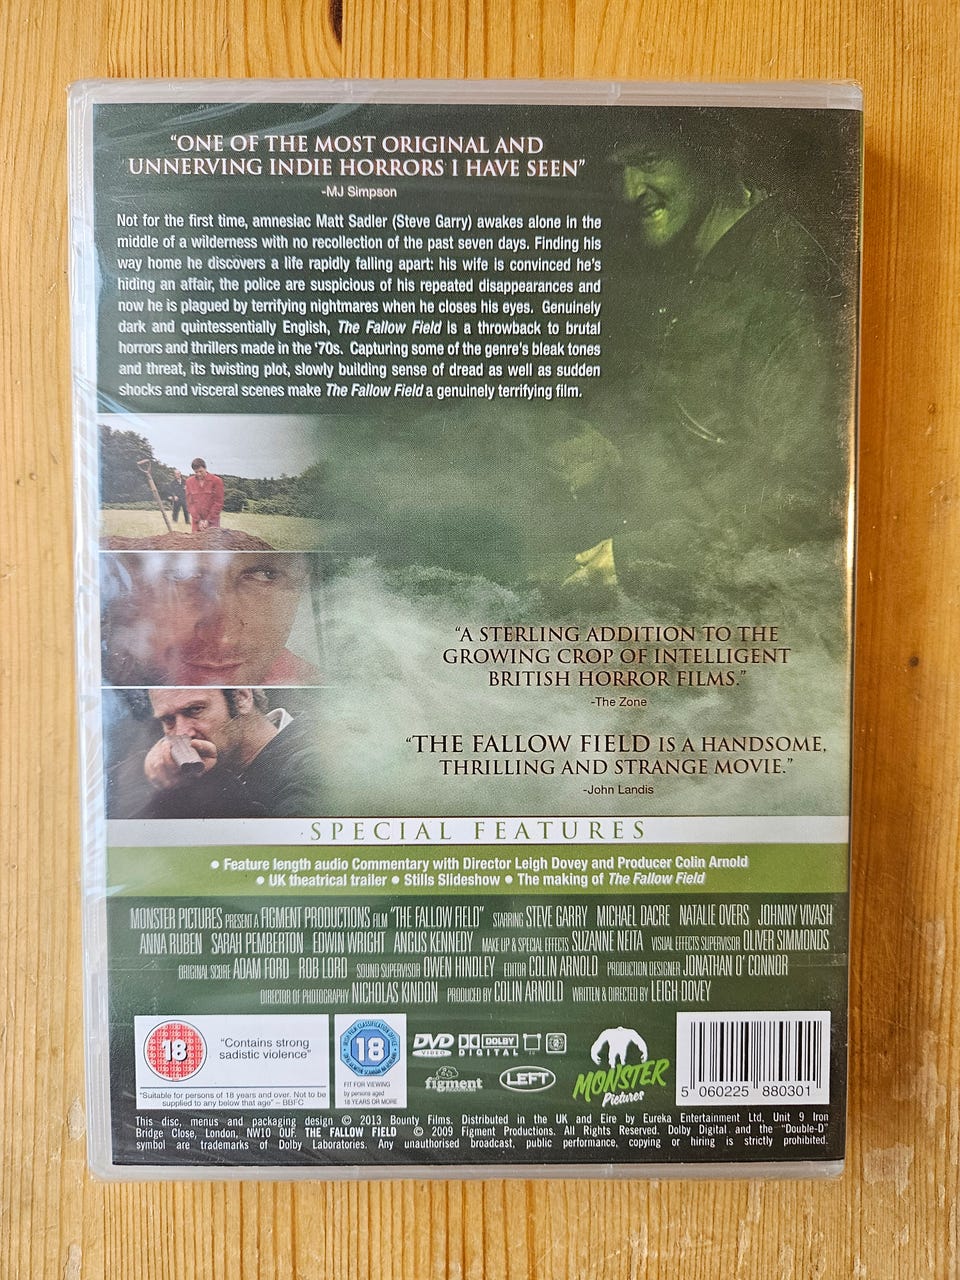 “ONE OF THE MOST ORIGINAL AND
UNNERVING INDIE HORRORS I HAVE SEEN”
-MJ Simpson
Not for the first time, amnesiac Matt Sadler (Steve Garry) awakes alone in the
middle of a wilderness with no recollection of the past seven days. Finding his
way home he discovers a life rapidly falling apart: his wife is convinced he's
hiding an affair, the police are suspicious of his repeated disappearances and
now he is plagued by terrifying nightmares when he closes his eyes. Genuinely
dark and quintessentially English, The Fallow Field is a throwback to brutal
horrors and thrillers made in the '70s. Capturing some of the genre's bleak tones
and threat, its twisting plot, slowly building sense of dread as well as sudden
shocks and visceral scenes make The Fallow Field a genuinely terrifying film.
“A STERLING ADDITION TO THE
GROWING CROP OF INTELLIGENT
BRITISH HORROR FILMS.”
-The Zone
“THE FALLOW FIELD IS A HANDSOME,
THRILLING AND STRANGE MOVIE.”
-John Landis
SPECIAL FEATURES
• Feature length audio Commentary with Director Leigh Dovey and Producer Colin Arnold
• UK theatrical trailer • Stills Slideshow • The making of The Fallow Field
MONSTER PICTURES PRESENT A FIGMENT PRODUCTIONS FILM "THE FALLOW FIELD" STARRING STEVE GARRY MICHAEL DACRE NATALIE OVERS JOHNNY VIVASH
ANNA RUBEN SARAH PEMBERTON EDWIN WRIGHT ANGUS KENNEDY MAKE UP & SPECIAL EFFECTS SUZANNE NEITA VISUAL EFFECTS SUPERVISOR OLIVER SIMMONDS
ORIGINAL SCORE ADAM FORD ROB LORD SOUND SUPERVISOR OWEN HINDLEY EDITOR COLIN ARNOLD PRODUCTION DESIGNER JONATHAN O' CONNOR
DIRECTOR OF PHOTOGRAPHY NICHOLAS KINDON PRODUCED BY COLIN ARNOLD WRITTEN & DIRECTED BY LEIGH DOVEY
18
"Contains strong
sadistic violence"
"Suitable for persons of 18 years and over. Not to be
supplied to any below that age" – BBFC
18
FIT FOR VIEWING
by persons aged
18 YEARS OR MORE
DVD VIDEO
DOLBY DIGITAL
2
figment
LEFT
MONSTER
Pictures
5 060225 880301
This disc, menus and packaging design © 2013 Bounty Films. Distributed in the UK and Eire by Eureka Entertainment Ltd, Unit 9 Iron
Bridge Close, London, NW10 0UF. THE FALLOW FIELD © 2009 Figment Productions. All Rights Reserved. Dolby Digital and the "Double-D"
symbol are trademarks of Dolby Laboratories. Any unauthorised broadcast, public performance, copying or hiring is strictly prohibited.